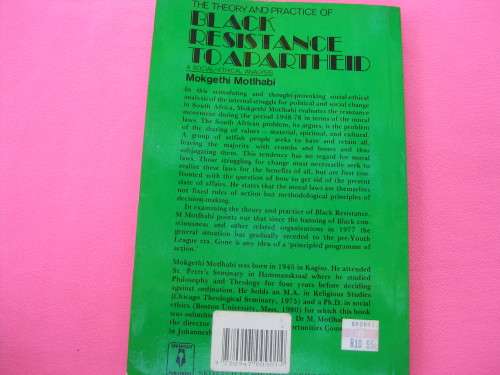 THE THEORY AND PRACTICE OF
BLACK
RESISTANCE
TO APARTHEID
A SOCIAL-ETHICAL ANALYSIS
Mokgethi Motlhabi
In this stimulating and thought-provoking social-ethical
analysis of the internal struggle for political and social change
in South Africa, Mokgethi Motlhabi evaluates the resistance
movement during the period 1948-78 in terms of the moral
laws. The South African problem, he argues, is the problem
of the sharing of values – material, spiritual, and cultural.
A group of selfish people seeks to have and retain all,
leaving the majority with crumbs and bones and thus
subjugating them. This tendency has no regard for moral
laws. Those struggling for change must necessarily seek to
realize these laws for the benefits of all, but are first con-
fronted with the question of how to get rid of the present
state of affairs. He states that the moral laws are themselves
not fixed rules of action but methodological principles of
decision-making.
In examining the theory and practice of Black Resistance,
M Motlhabi points out that since the banning of Black con-
sciousness and other related organisations in 1977 the
general situation has gradually receded to the pre-Youth
League era. Gone is any idea of a 'principled programme of
action.'
Mokgethi Motlhabi was born in 1945 in Kagiso. He attended
St. Peter's Seminary in Hammanskraal where he studied
Philosophy and Theology for four years before deciding
against ordination. He holds an M.A. in Religious Studies
(Chicago Theological Seminary, 1975) and a Ph.D. in social
ethics (Boston University, Mass. 1980) for which this book
was submitted Dr M. Motlhabi
the director portunities Council
in Johannesb